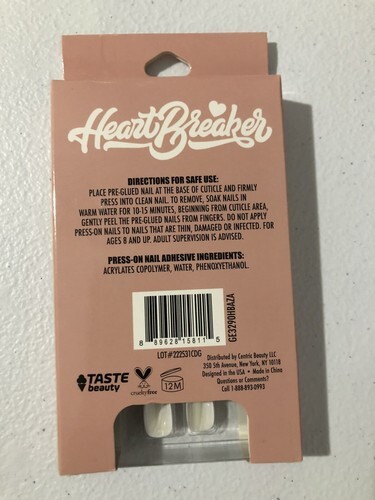 HeartBreaker
DIRECTIONS FOR SAFE USE:
PLACE PRE-GLUED NAIL AT THE BASE OF CUTICLE AND FIRMLY
PRESS INTO CLEAN NAIL. TO REMOVE, SOAK NAILS IN
WARM WATER FOR 10-15 MINUTES, BEGINNING FROM CUTICLE AREA,
GENTLY PEEL THE PRE-GLUED NAILS FROM FINGERS. DO NOT APPLY
PRESS-ON NAILS TO NAILS THAT ARE THIN, DAMAGED OR INFECTED. FOR
AGES 8 AND UP. ADULT SUPERVISION IS ADVISED.
PRESS-ON NAIL ADHESIVE INGREDIENTS:
ACRYLATES COPOLYMER, WATER, PHENOXYETHANOL.
8 89628 15811 5
GE3290HBAZA
LOT#222531CDG
TASTE
beauty
crueltyfree
12M
Distributed by Centric Beauty LLC
350 5th Avenue, New York, NY 10118
Designed in the USA • Made in China
Questions or Comments?
Call 1-888-893-0993